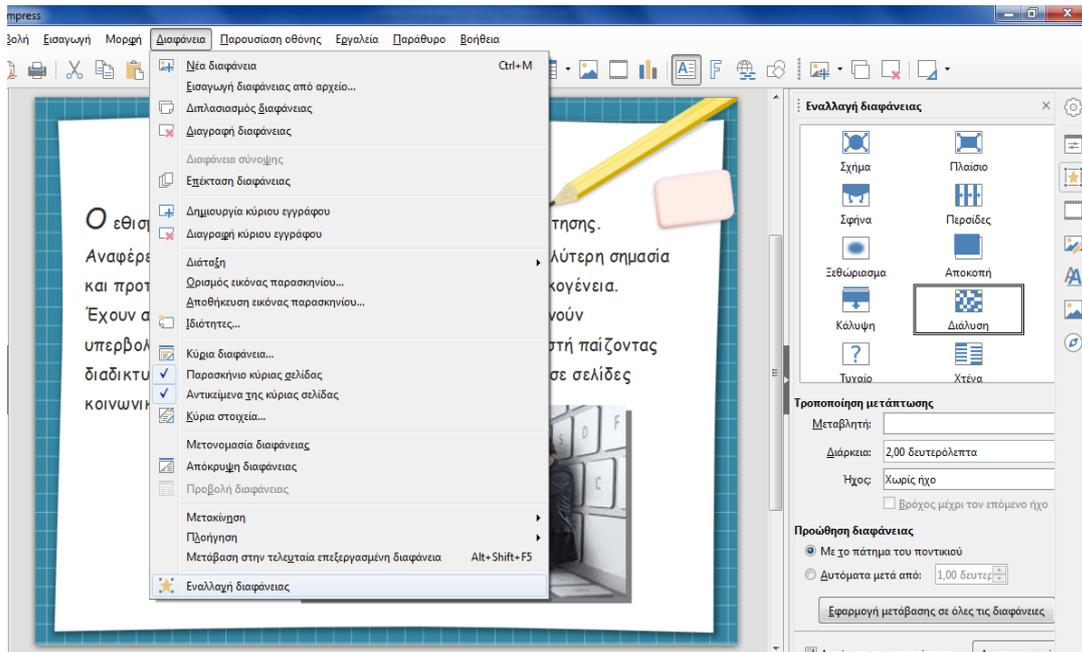 mpress
βολή Εισαγωγή Μορφή Διαφάνεια Παρουσίαση οθόνης Εργαλεία Παράθυρο Βοήθεια
Νέα διαφάνεια Ctrl+M
Εισαγωγή διαφάνειας από αρχείο...
Διπλασιασμός διαφάνειας
Διαγραφή διαφάνειας
Διαφάνεια σύνοψης
Επέκταση διαφάνειας
Δημιουργία κύριου εγγράφου
Διαγραφή κύριου εγγράφου
Διάταξη
Ορισμός εικόνας παρασκηνίου...
Αποθήκευση εικόνας παρασκηνίου...
Ιδιότητες...
Κύρια διαφάνεια...
Παρασκήνιο κύριας σελίδας
Αντικείμενα της κύριας σελίδας
Κύρια στοιχεία...
Μετονομασία διαφάνειας
Απόκρυψη διαφάνειας
Προβολή διαφάνειας
Μετακίνηση
Πλοήγηση
Μετάβαση στην τελευταία επεξεργασμένη διαφάνεια Alt+Shift+F5
Εναλλαγή διαφάνειας
Ο εθισμ τησης.
Αναφέρε λύτερη σημασία
και προτ κογένεια.
Έχουν α νούν
υπερβολ στή παίζοντας
διαδικτυ σε σελίδες
κοινωνικ
S D F
C
Εναλλαγή διαφάνειας
Σχήμα Πλαίσιο
Σφήνα Περσίδες
Ξεθώριασμα Αποκοπή
Κάλυψη Διάλυση
Τυχαίο Χτένα
Τροποποίηση μετάπτωσης
Μεταβλητή:
Διάρκεια: 2,00 δευτερόλεπτα
Ήχος: Χωρίς ήχο
Βρόχος μέχρι τον επόμενο ήχο
Προώθηση διαφάνειας
Με το πάτημα του ποντικιού
Αυτόματα μετά από: 1,00 δευτερ
Εφαρμογή μετάβασης σε όλες τις διαφάνειες